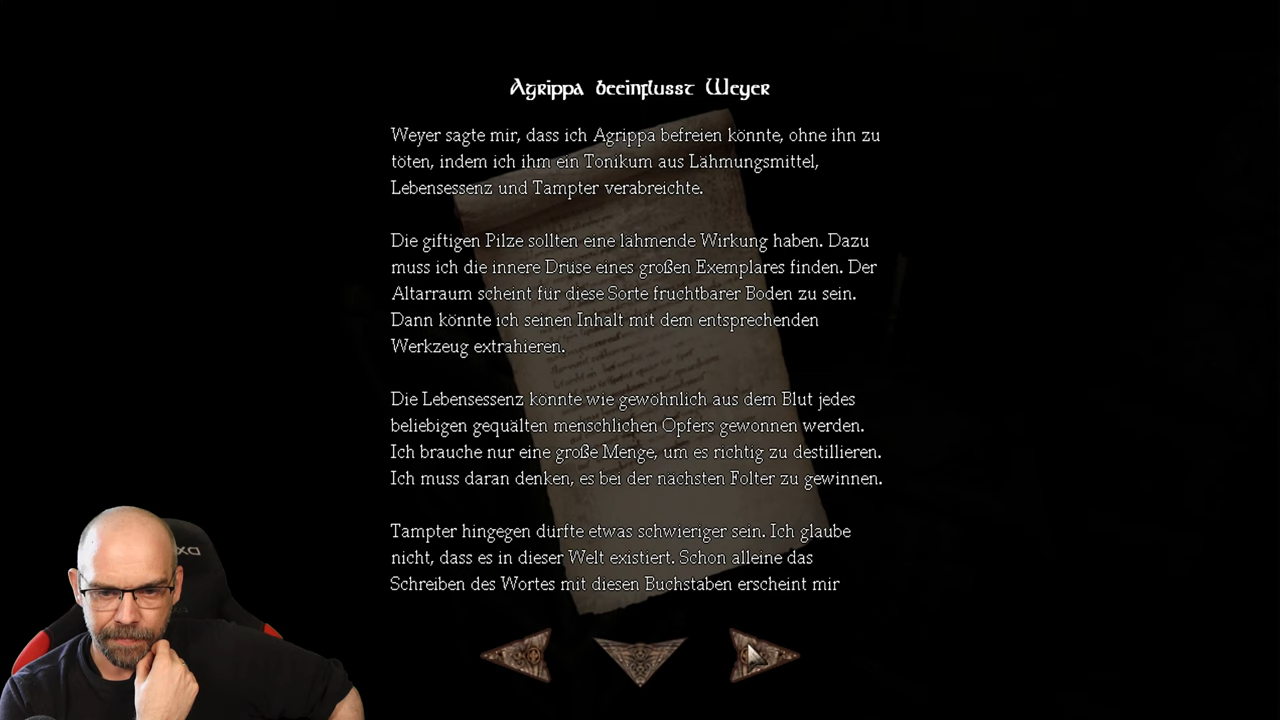 Agrippa beeinflusst Weyer
Weyer sagte mir, dass ich Agrippa befreien könnte, ohne ihn zu
töten, indem ich ihm ein Tonikum aus Lähmungsmittel,
Lebensessenz und Tampter verabreichte.
Die giftigen Pilze sollten eine lähmende Wirkung haben. Dazu
muss ich die innere Drüse eines großen Exemplares finden. Der
Altarraum scheint für diese Sorte fruchtbarer Boden zu sein.
Dann könnte ich seinen Inhalt mit dem entsprechenden
Werkzeug extrahieren.
Die Lebensessenz könnte wie gewöhnlich aus dem Blut jedes
beliebigen gequälten menschlichen Opfers gewonnen werden.
Ich brauche nur eine große Menge, um es richtig zu destillieren.
Ich muss daran denken, es bei der nächsten Folter zu gewinnen.
Tampter hingegen dürfte etwas schwieriger sein. Ich glaube
nicht, dass es in dieser Welt existiert. Schon alleine das
Schreiben des Wortes mit diesen Buchstaben erscheint mir